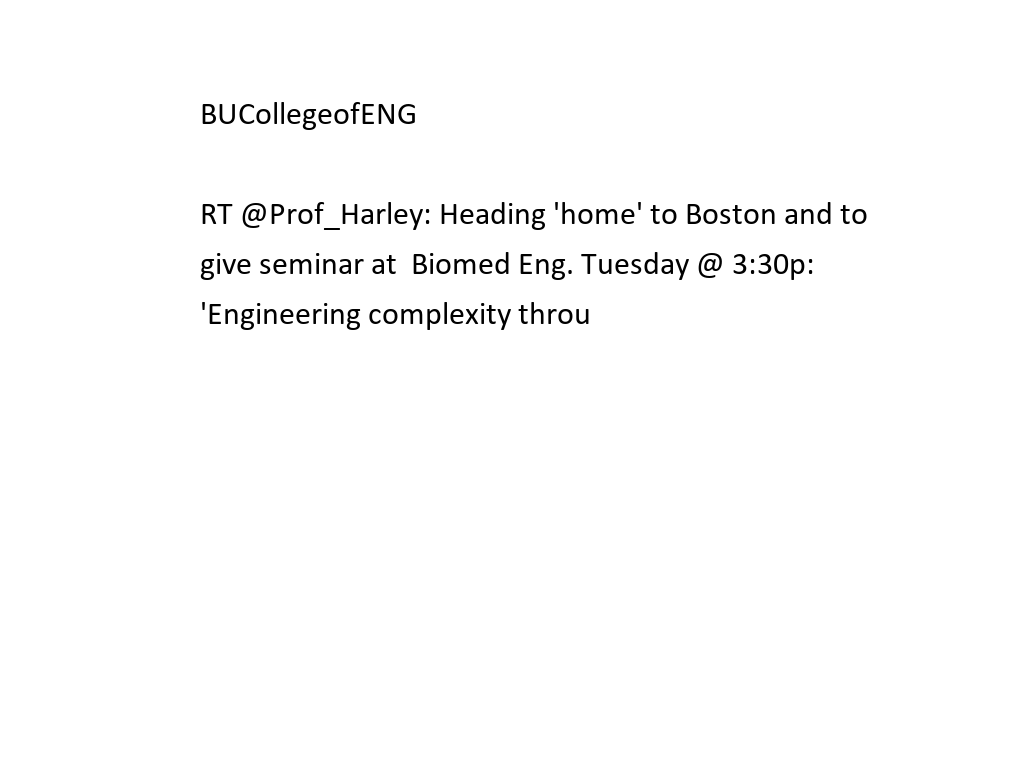 BUCollegeofENG
RT @Prof_Harley: Heading 'home' to Boston and to
give seminar at  Biomed Eng. Tuesday @ 3:30p:
'Engineering complexity throu